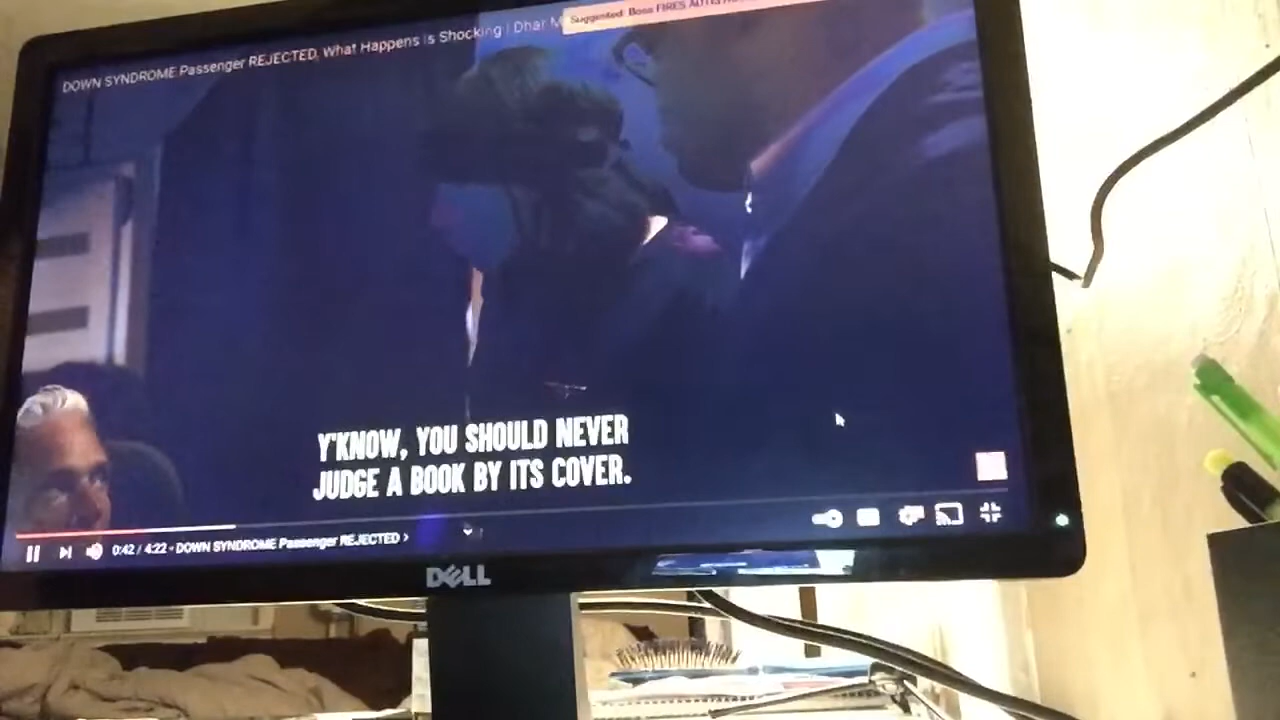 DOWN SYNDROME Passenger REJECTED, What Happens Is Shocking | Dhar M
Suggested: Boss FIRES AUTIS
Y'KNOW, YOU SHOULD NEVER
JUDGE A BOOK BY ITS COVER.
0:42 / 4:22 • DOWN SYNDROME Passenger REJECTED >
DELL